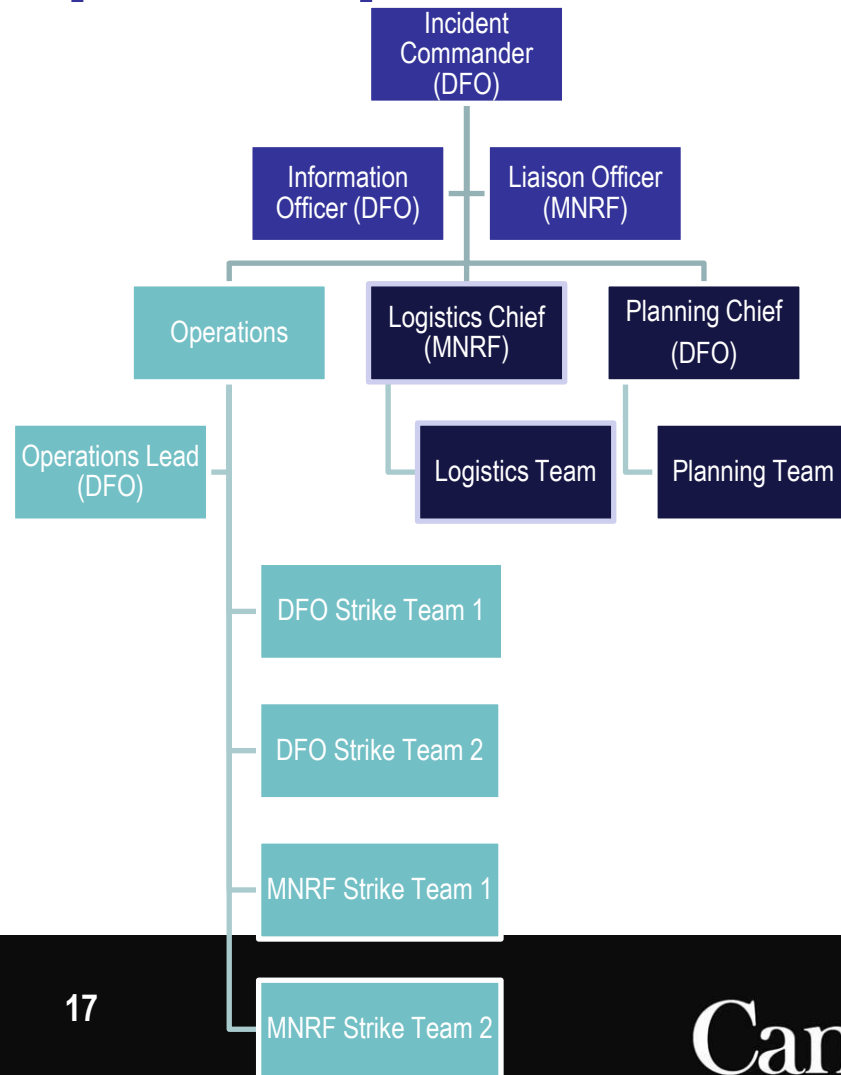 Incident
Commander
(DFO)
Information
Officer (DFO)
Liaison Officer
(MNRF)
Operations
Logistics Chief
(MNRF)
Planning Chief
(DFO)
Operations Lead
(DFO)
Logistics Team
Planning Team
DFO Strike Team 1
DFO Strike Team 2
MNRF Strike Team 1
MNRF Strike Team 2
17
Can